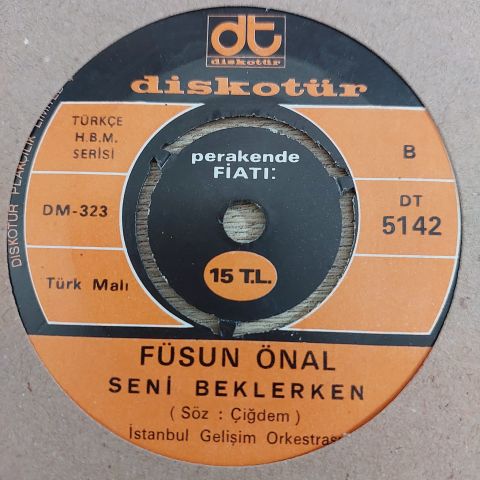 dt
diskotür
diskotür
TÜRKÇE
H.B.M.
SERİSİ
perakende
FİATI:
B
DM-323
DT
5142
Türk Malı
15 T.L.
FÜSUN ÖNAL
SENİ BEKLERKEN
( Söz : Çiğdem )
İstanbul Gelişim Orkestrası
DISKOTÜR PLAKÇILIK